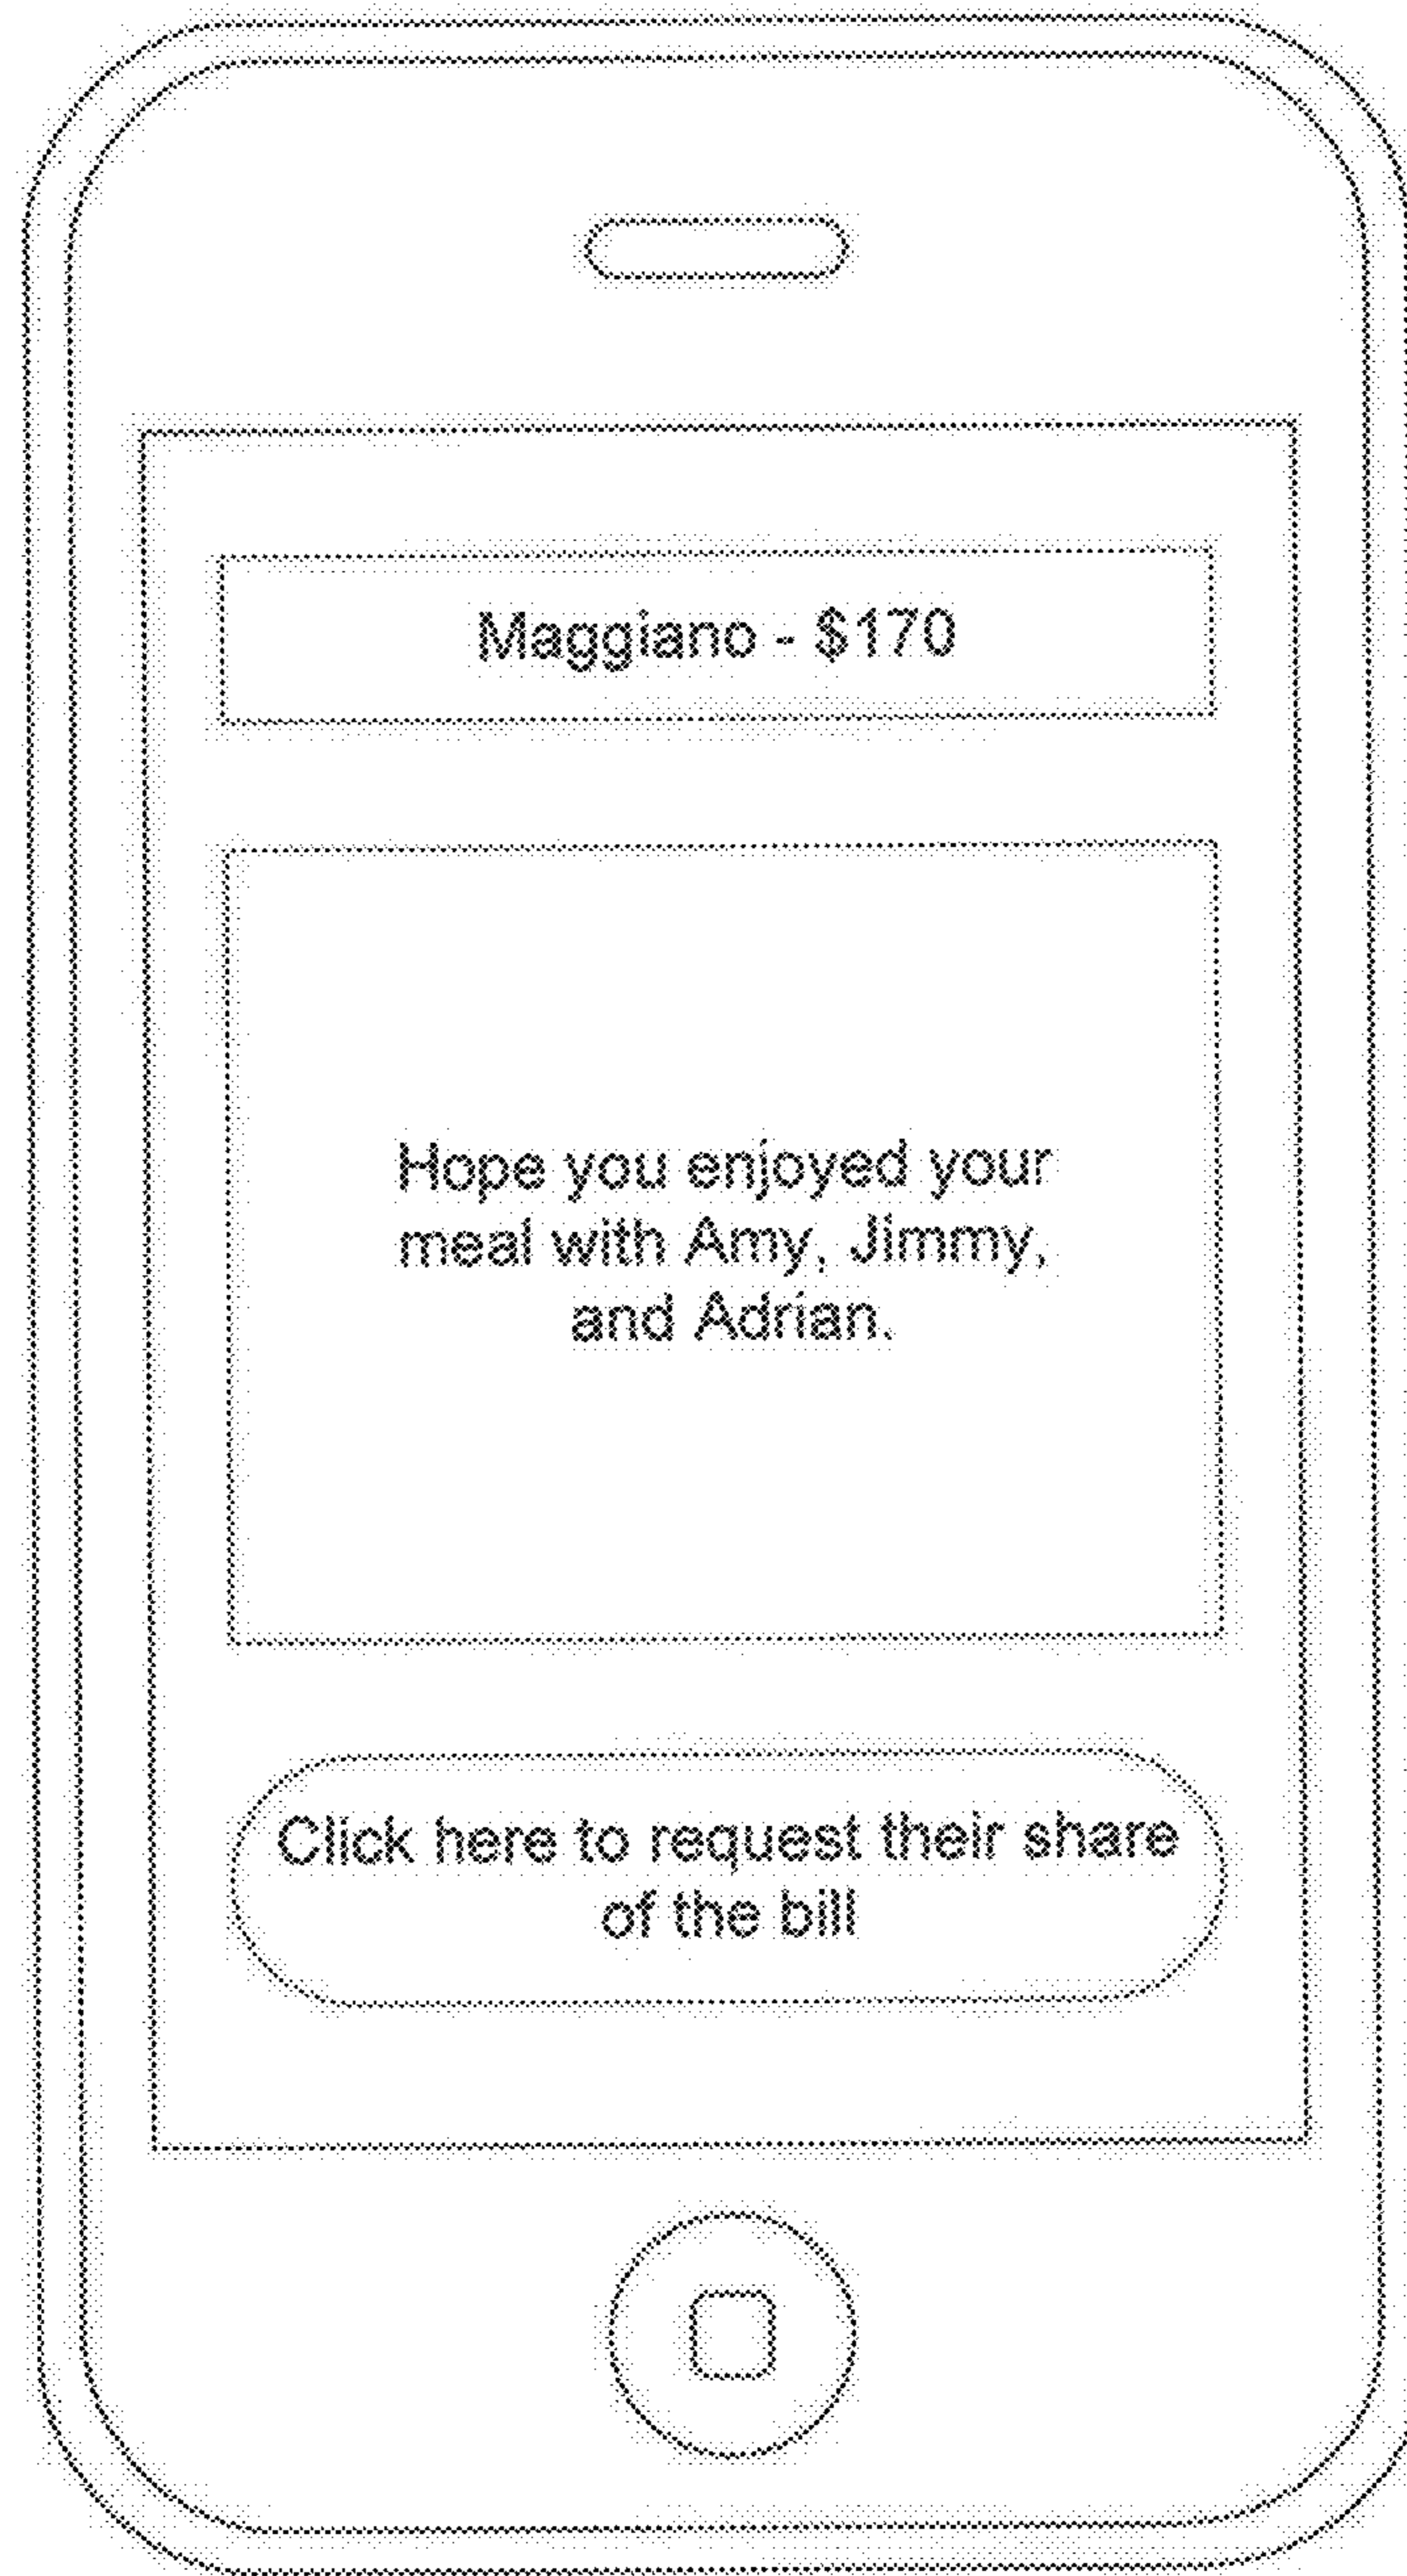 Maggiano - $170
Hope you enjoyed your
meal with Amy, Jimmy,
and Adrian.
Click here to request their share
of the bill